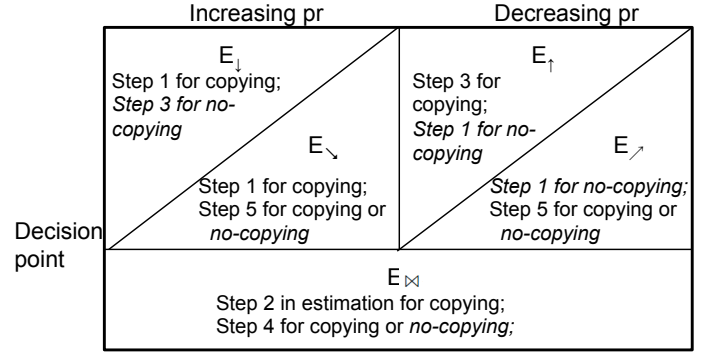 Increasing pr
Decreasing pr
E↓
Step 1 for copying;
Step 3 for no-
copying
E↘
Step 1 for copying;
Step 5 for copying or
no-copying
E↑
Step 3 for
copying;
Step 1 for no-
copying
E↗
Step 1 for no-copying;
Step 5 for copying or
no-copying
Decision
point
E⋈
Step 2 in estimation for copying;
Step 4 for copying or no-copying;